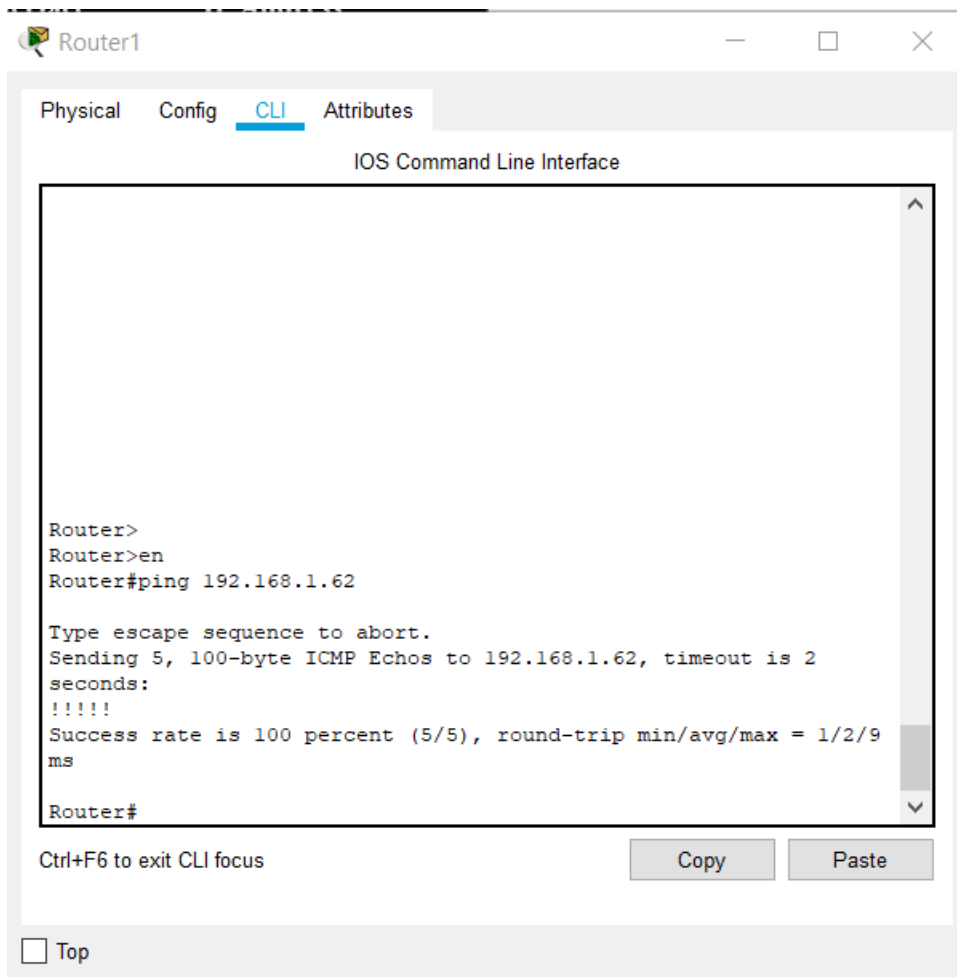 Router1
Physical Config CLI Attributes
IOS Command Line Interface
Router>
Router>en
Router#ping 192.168.1.62
Type escape sequence to abort.
Sending 5, 100-byte ICMP Echos to 192.168.1.62, timeout is 2
seconds:
!!!!!
Success rate is 100 percent (5/5), round-trip min/avg/max = 1/2/9
ms
Router#
Ctrl+F6 to exit CLI focus
Copy Paste
Top